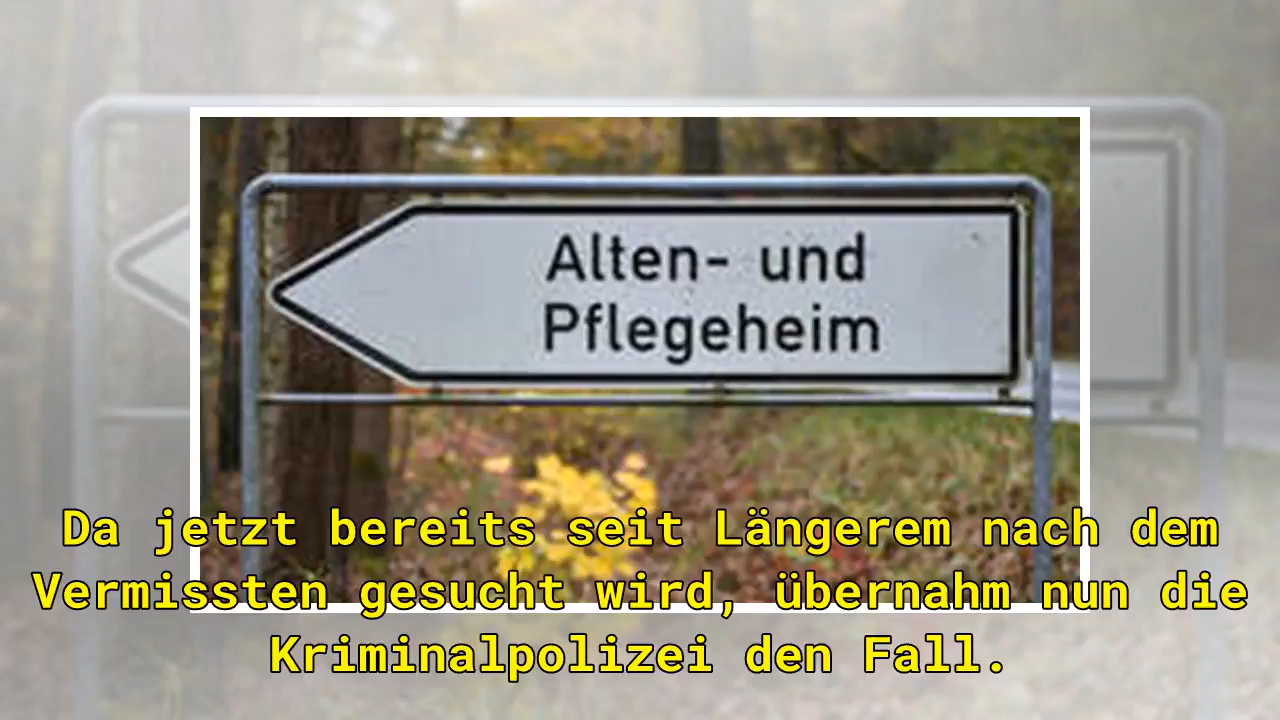 Alten- und
Pflegeheim
Da jetzt bereits seit Längerem nach dem
Vermissten gesucht wird, übernahm nun die
Kriminalpolizei den Fall.